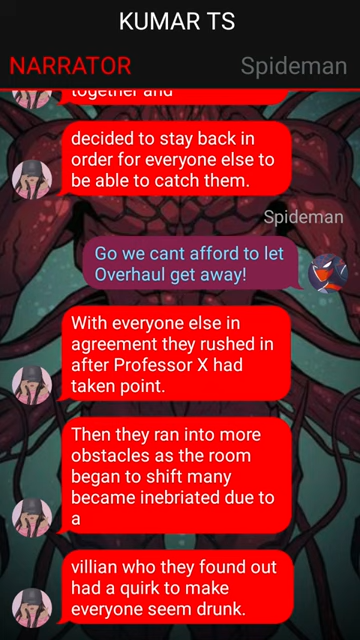 KUMAR TS
NARRATOR
Spideman
together and
decided to stay back in
order for everyone else to
be able to catch them.
Spideman
Go we cant afford to let
Overhaul get away!
With everyone else in
agreement they rushed in
after Professor X had
taken point.
Then they ran into more
obstacles as the room
began to shift many
became inebriated due to
a
villian who they found out
had a quirk to make
everyone seem drunk.